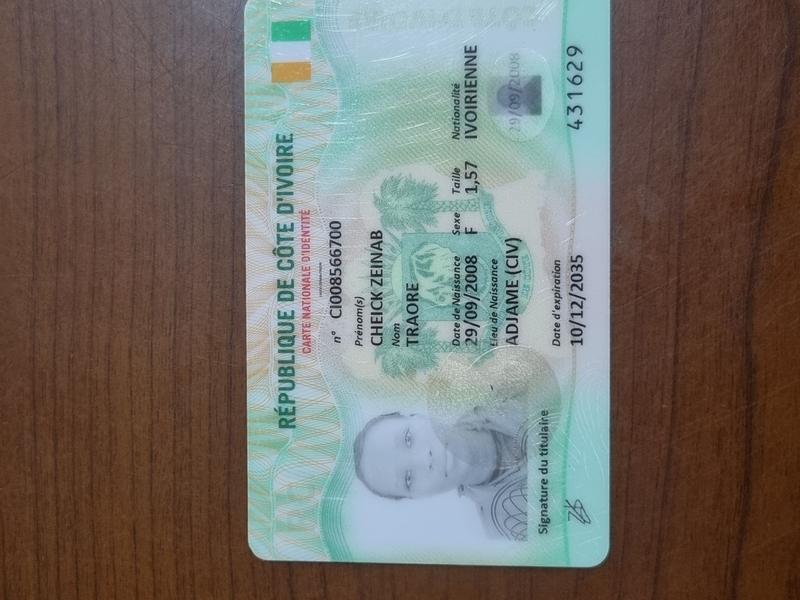 RÉPUBLIQUE DE CÔTE D'IVOIRE
CARTE NATIONALE D'IDENTITÉ
n° CI008566700
Prénom(s)
CHEICK ZEINAB
Nom
TRAORE
Date de Naissance Sexe Taille Nationalité
29/09/2008 F 1,57 IVOIRIENNE
Lieu de Naissance
ADJAME (CIV)
29/09/2008
Date d'expiration
10/12/2035
431629
Signature du titulaire